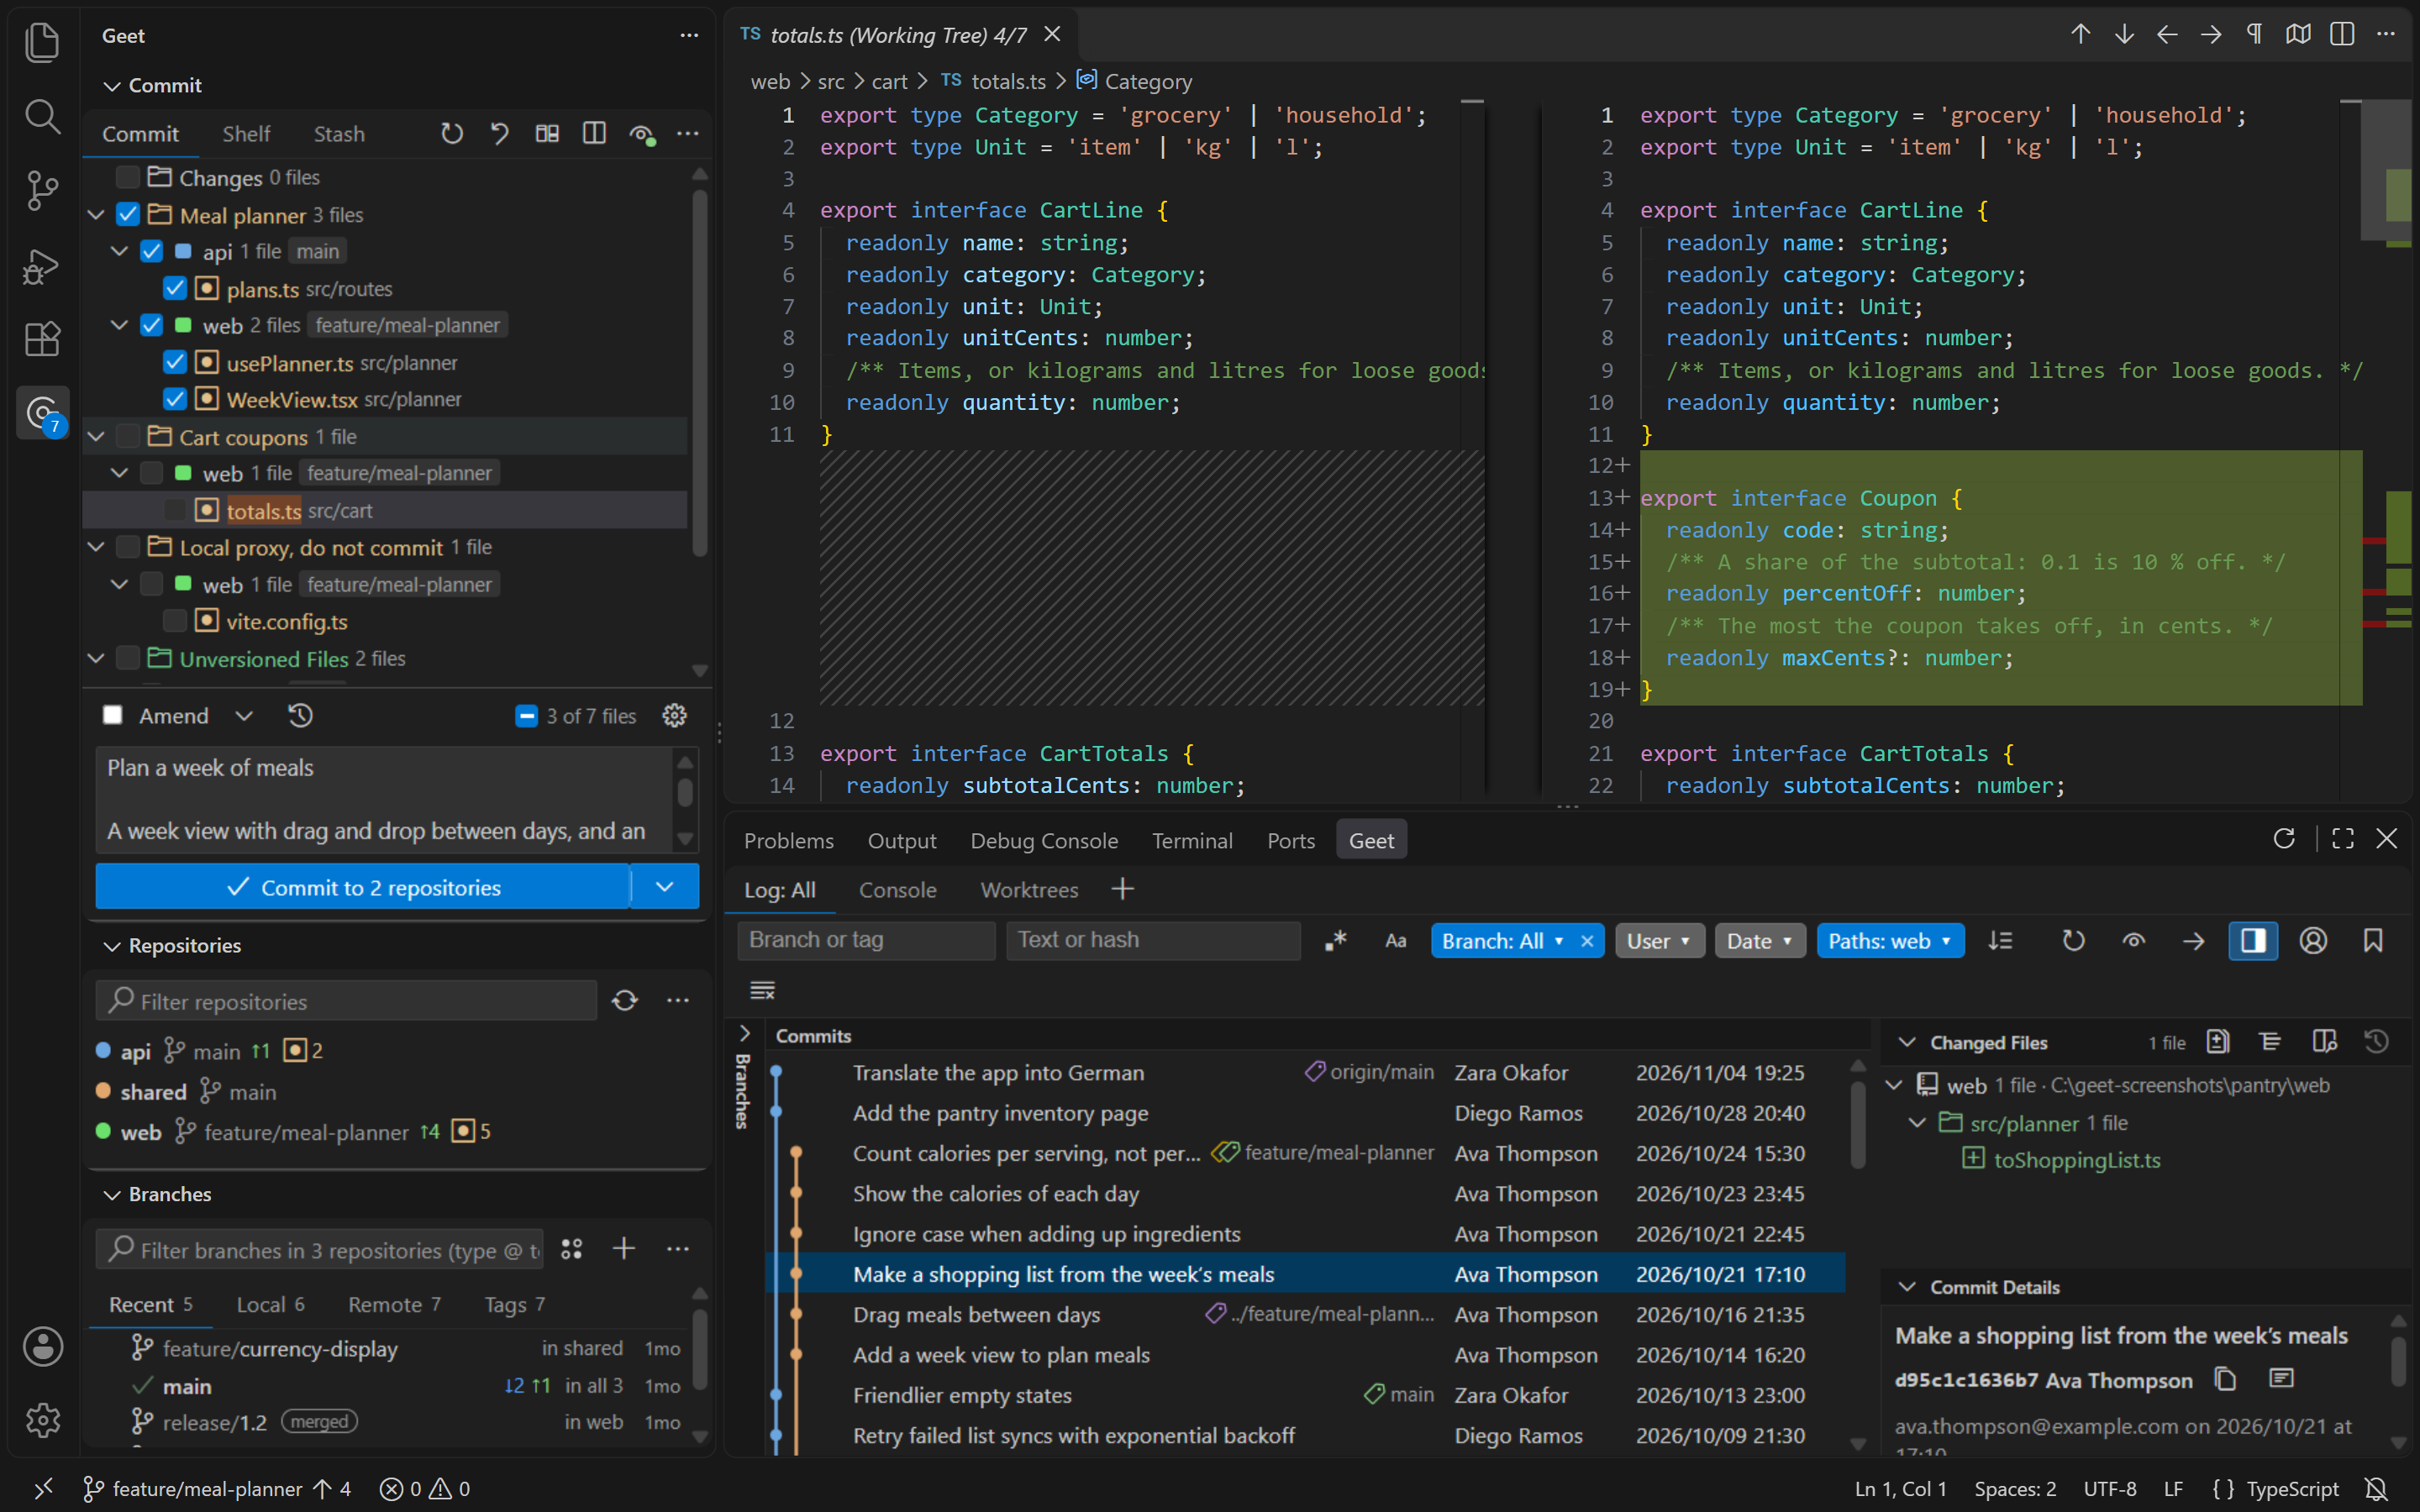 Geet
Commit
Commit Shelf Stash
Changes 0 files
Meal planner 3 files
api 1 file main
plans.ts src/routes
web 2 files feature/meal-planner
usePlanner.ts src/planner
WeekView.tsx src/planner
Cart coupons 1 file
web 1 file feature/meal-planner
totals.ts src/cart
Local proxy, do not commit 1 file
web 1 file feature/meal-planner
vite.config.ts
Unversioned Files 2 files
7
Amend 3 of 7 files
Plan a week of meals
A week view with drag and drop between days, and an
Commit to 2 repositories
Repositories
Filter repositories
api main ↑1 2
shared main
web feature/meal-planner ↑4 5
Branches
Filter branches in 3 repositories (type @ t
Recent 5 Local 6 Remote 7 Tags 7
feature/currency-display in shared 1mo
main ↓2 ↑1 in all 3 1mo
release/1.2 merged in web 1mo
TS totals.ts (Working Tree) 4/7
web > src > cart > TS totals.ts > Category
1 export type Category = 'grocery' | 'household';
2 export type Unit = 'item' | 'kg' | 'l';
3
4 export interface CartLine {
5 readonly name: string;
6 readonly category: Category;
7 readonly unit: Unit;
8 readonly unitCents: number;
9 /** Items, or kilograms and litres for loose goods
10 readonly quantity: number;
11 }
12
13 export interface CartTotals {
14 readonly subtotalCents: number;
1 export type Category = 'grocery' | 'household';
2 export type Unit = 'item' | 'kg' | 'l';
3
4 export interface CartLine {
5 readonly name: string;
6 readonly category: Category;
7 readonly unit: Unit;
8 readonly unitCents: number;
9 /** Items, or kilograms and litres for loose goods. */
10 readonly quantity: number;
11 }
12+
13+ export interface Coupon {
14+ readonly code: string;
15+ /** A share of the subtotal: 0.1 is 10 % off. */
16+ readonly percentOff: number;
17+ /** The most the coupon takes off, in cents. */
18+ readonly maxCents?: number;
19+ }
20
21 export interface CartTotals {
22 readonly subtotalCents: number;
Problems Output Debug Console Terminal Ports Geet
Log: All Console Worktrees
Branch or tag Text or hash .* Aa Branch: All User Date Paths: web
Branches
Commits
Translate the app into German origin/main Zara Okafor 2026/11/04 19:25
Add the pantry inventory page Diego Ramos 2026/10/28 20:40
Count calories per serving, not per... feature/meal-planner Ava Thompson 2026/10/24 15:30
Show the calories of each day Ava Thompson 2026/10/23 23:45
Ignore case when adding up ingredients Ava Thompson 2026/10/21 22:45
Make a shopping list from the week's meals Ava Thompson 2026/10/21 17:10
Drag meals between days ../feature/meal-plann... Ava Thompson 2026/10/16 21:35
Add a week view to plan meals Ava Thompson 2026/10/14 16:20
Friendlier empty states main Zara Okafor 2026/10/13 23:00
Retry failed list syncs with exponential backoff Diego Ramos 2026/10/09 21:30
Changed Files 1 file
web 1 file · C:\geet-screenshots\pantry\web
src/planner 1 file
toShoppingList.ts
Commit Details
Make a shopping list from the week's meals
d95c1c1636b7 Ava Thompson
ava.thompson@example.com on 2026/10/21 at
17:10
feature/meal-planner ↑ 4 0 0
Ln 1, Col 1 Spaces: 2 UTF-8 LF { } TypeScript